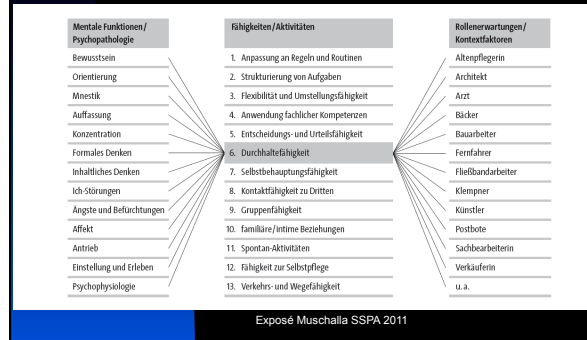 Mentale Funktionen/
Psychopathologie
Fähigkeiten/Aktivitäten
Rollenerwartungen/
Kontextfaktoren
Bewusstsein
1. Anpassung an Regeln und Routinen
Altenpflegerin
Orientierung
2. Strukturierung von Aufgaben
Architekt
Mnestik
3. Flexibilität und Umstellungsfähigkeit
Arzt
Auffassung
4. Anwendung fachlicher Kompetenzen
Bäcker
Konzentration
5. Entscheidungs- und Urteilsfähigkeit
Bauarbeiter
Formales Denken
6. Durchhaltefähigkeit
Fernfahrer
Inhaltliches Denken
7. Selbstbehauptungsfähigkeit
Fließbandarbeiter
Ich-Störungen
8. Kontaktfähigkeit zu Dritten
Klempner
Ängste und Befürchtungen
9. Gruppenfähigkeit
Künstler
Affekt
10. familiäre/intime Beziehungen
Postbote
Antrieb
11. Spontan-Aktivitäten
Sachbearbeiterin
Einstellung und Erleben
12. Fähigkeit zur Selbstpflege
Verkäuferin
Psychophysiologie
13. Verkehrs- und Wegefähigkeit
u. a.
Exposé Muschalla SSPA 2011